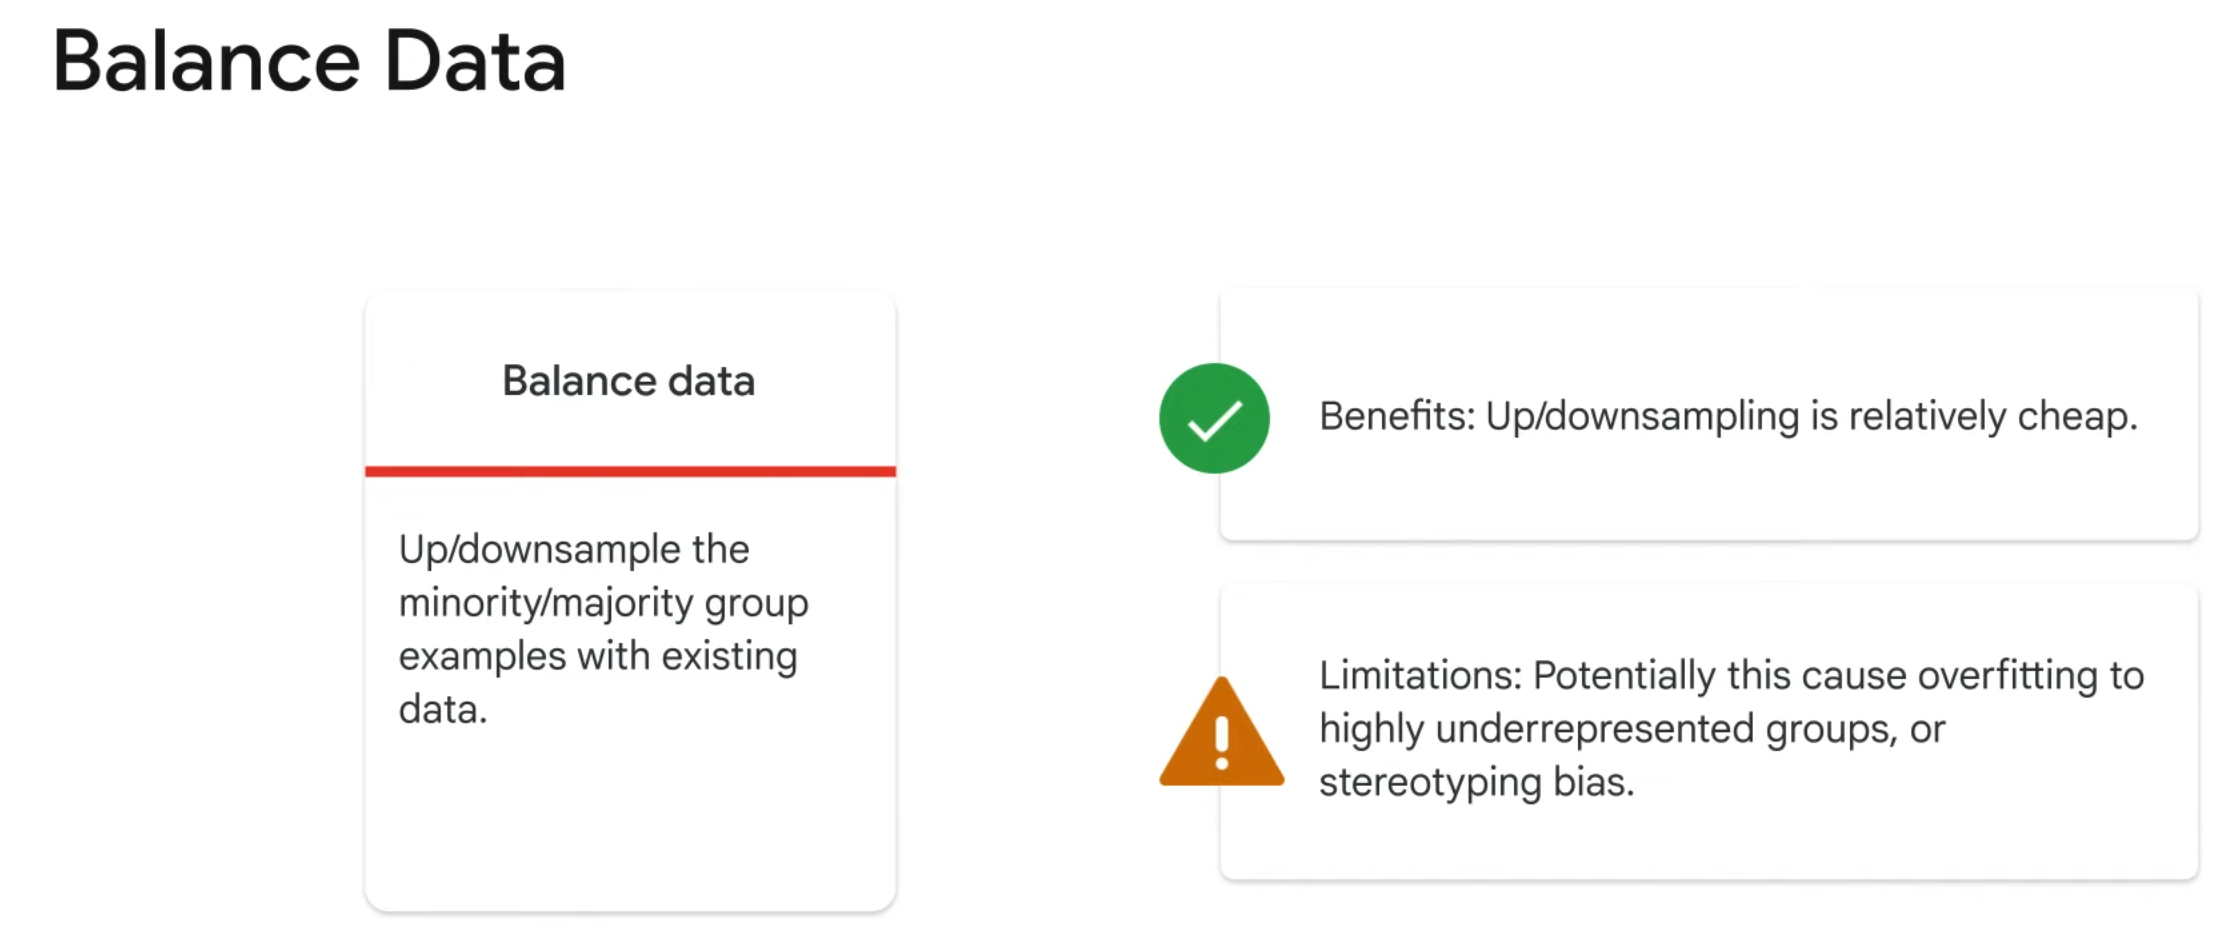 Balance Data
Balance data
Up/downsample the
minority/majority group
examples with existing
data.
Benefits: Up/downsampling is relatively cheap.
Limitations: Potentially this cause overfitting to
highly underrepresented groups, or
stereotyping bias.